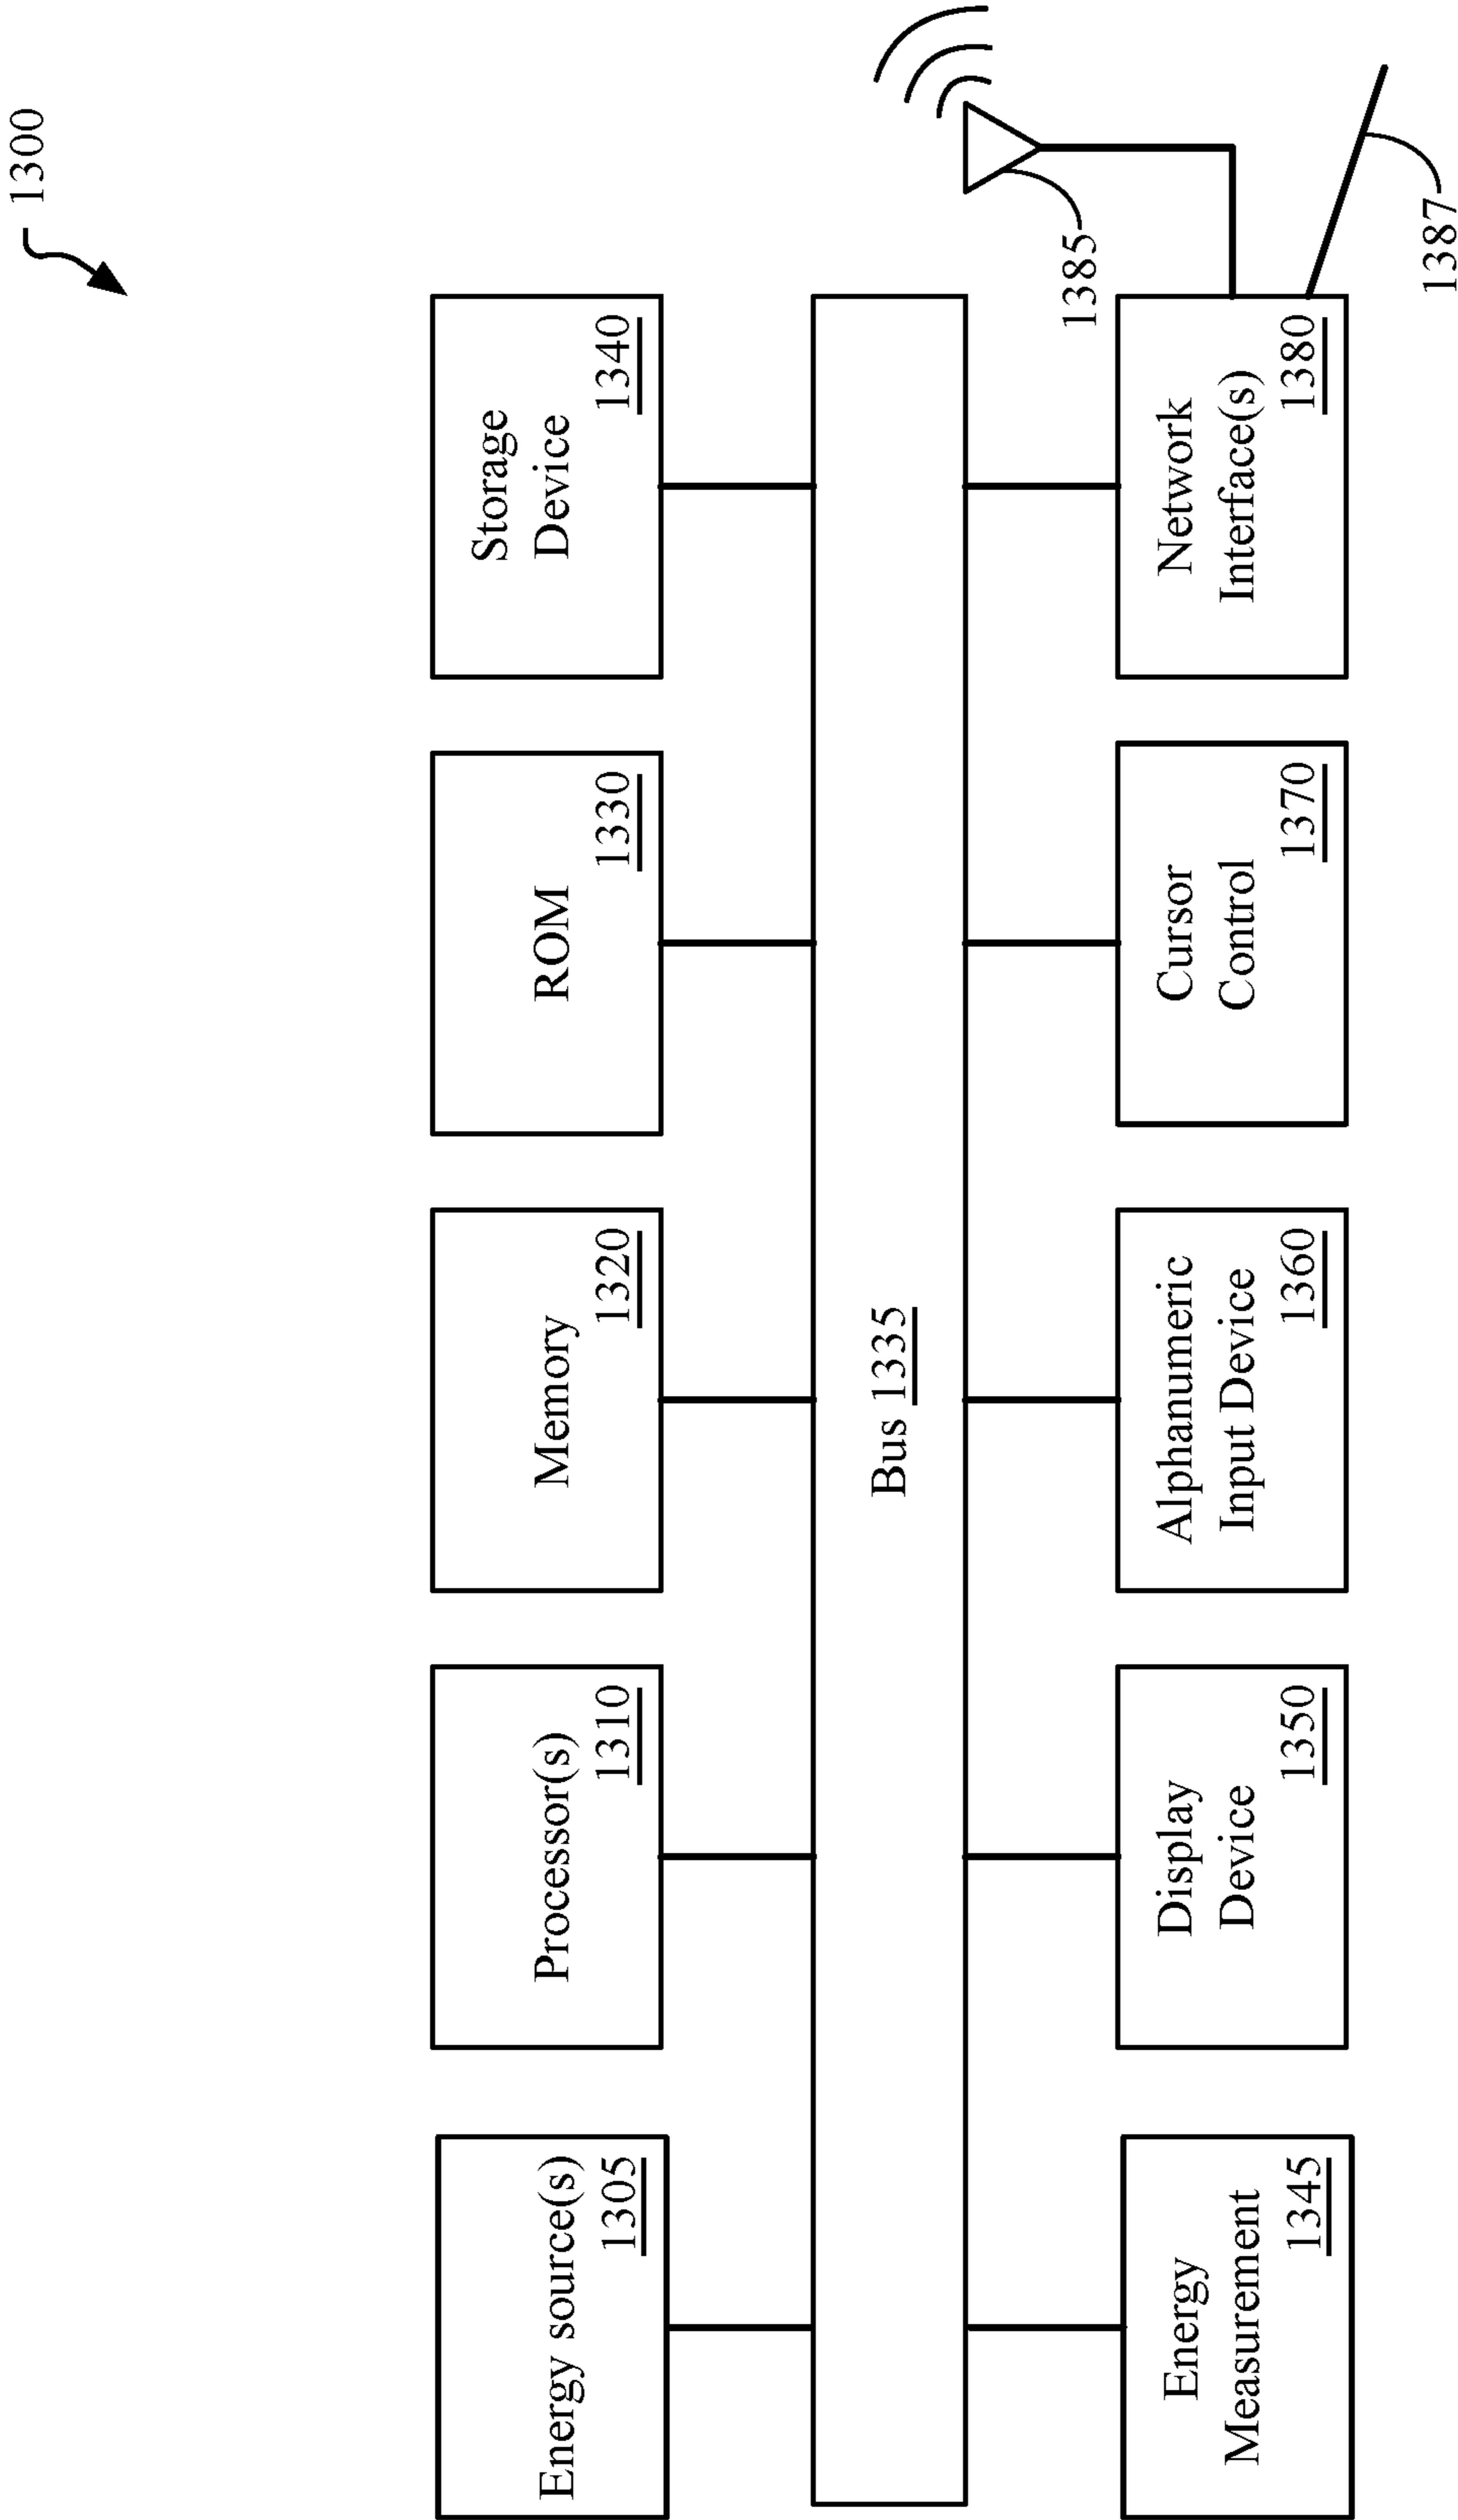 1300
Energy source(s)
1305
Processor(s)
1310
Memory
1320
ROM
1330
Storage
Device
1340
Bus 1335
1385
Energy
Measurement
1345
Display
Device
1350
Alphanumeric
Input Device
1360
Cursor
Control
1370
Network
Interface(s)
1380
1387